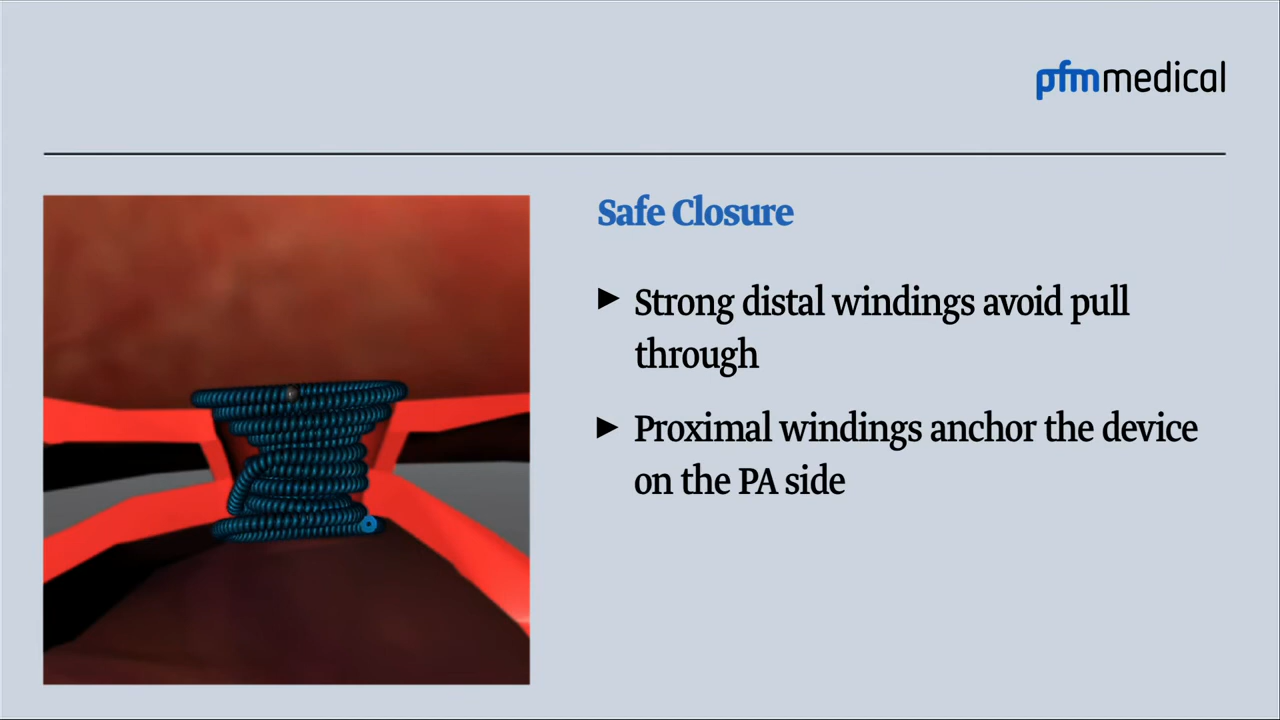 pfmmedical
Safe Closure
▶ Strong distal windings avoid pull
through
▶ Proximal windings anchor the device
on the PA side